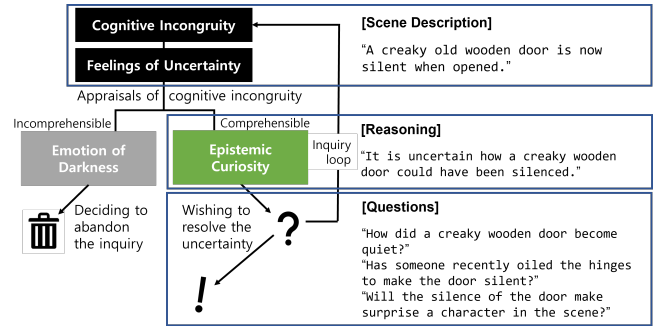 Cognitive Incongruity
Feelings of Uncertainty
Appraisals of cognitive incongruity
Incomprehensible
Comprehensible
Emotion of
Darkness
Epistemic
Curiosity
Inquiry
loop
Deciding to
abandon
the inquiry
Wishing to
resolve the
uncertainty
?
!
[Scene Description]
“A creaky old wooden door is now
silent when opened.”
[Reasoning]
“It is uncertain how a creaky wooden
door could have been silenced.”
[Questions]
“How did a creaky wooden door become
quiet?”
“Has someone recently oiled the hinges
to make the door silent?”
“Will the silence of the door make
surprise a character in the scene?”